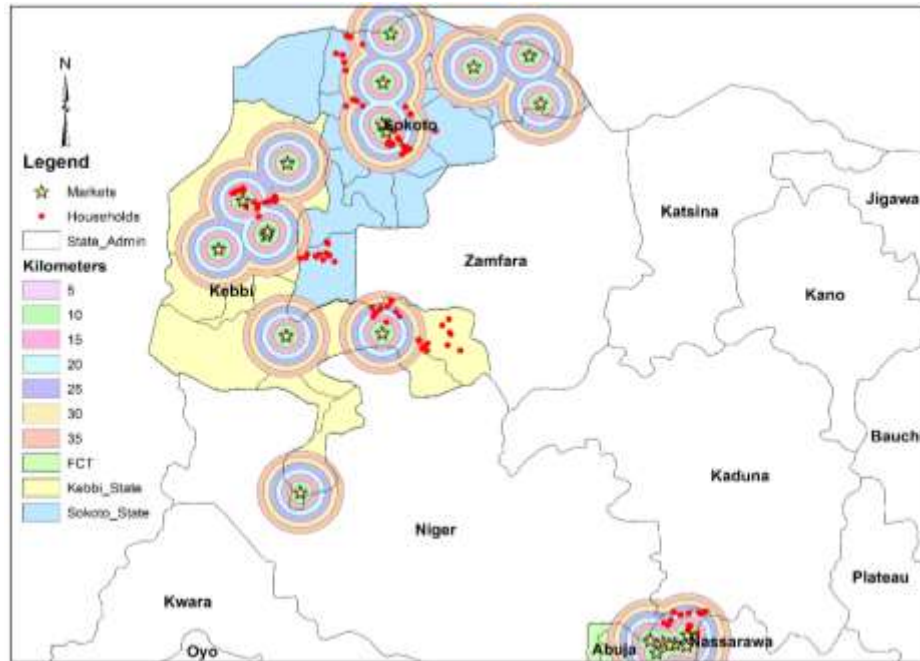 N
Legend
Markets
Households
State_Admin
Kilometers
5
10
15
20
25
30
35
FCT
Kebbi_State
Sokoto_State
Sokoto
Katsina
Jigawa
Zamfara
Kano
Kebbi
Bauchi
Kaduna
Niger
Plateau
Kwara
Oyo
Abuja
Nassarawa